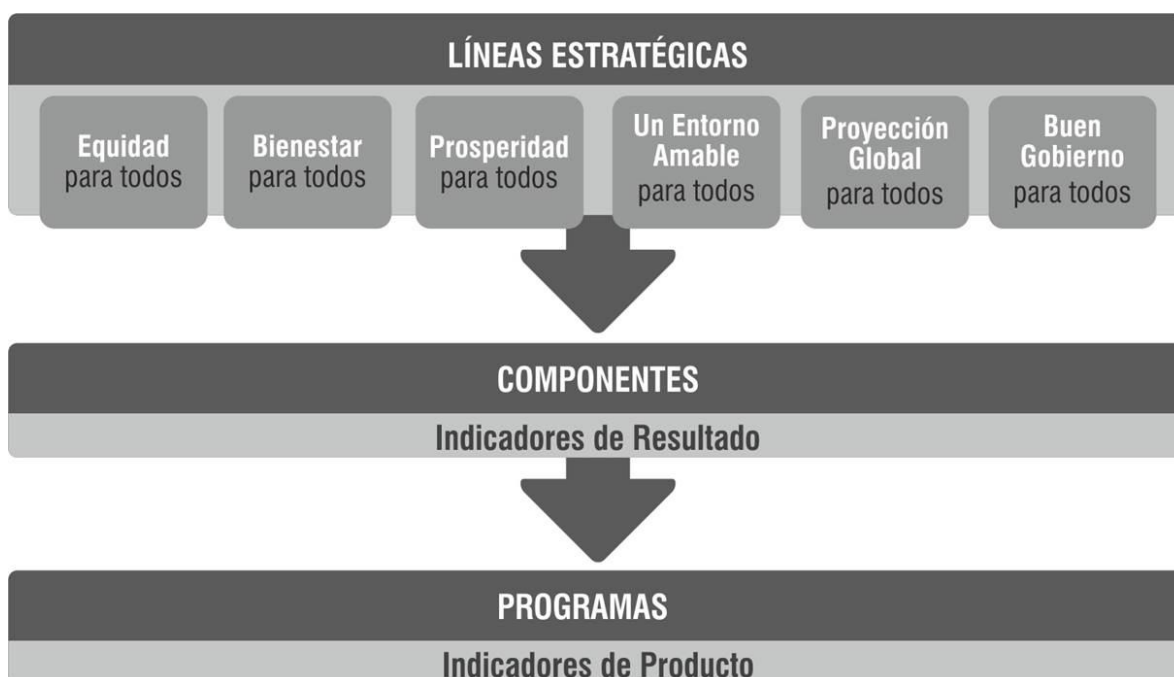 LÍNEAS ESTRATÉGICAS
Equidad
para todos
Bienestar
para todos
Prosperidad
para todos
Un Entorno
Amable
para todos
Proyección
Global
para todos
Buen
Gobierno
para todos
COMPONENTES
Indicadores de Resultado
PROGRAMAS
Indicadores de Producto